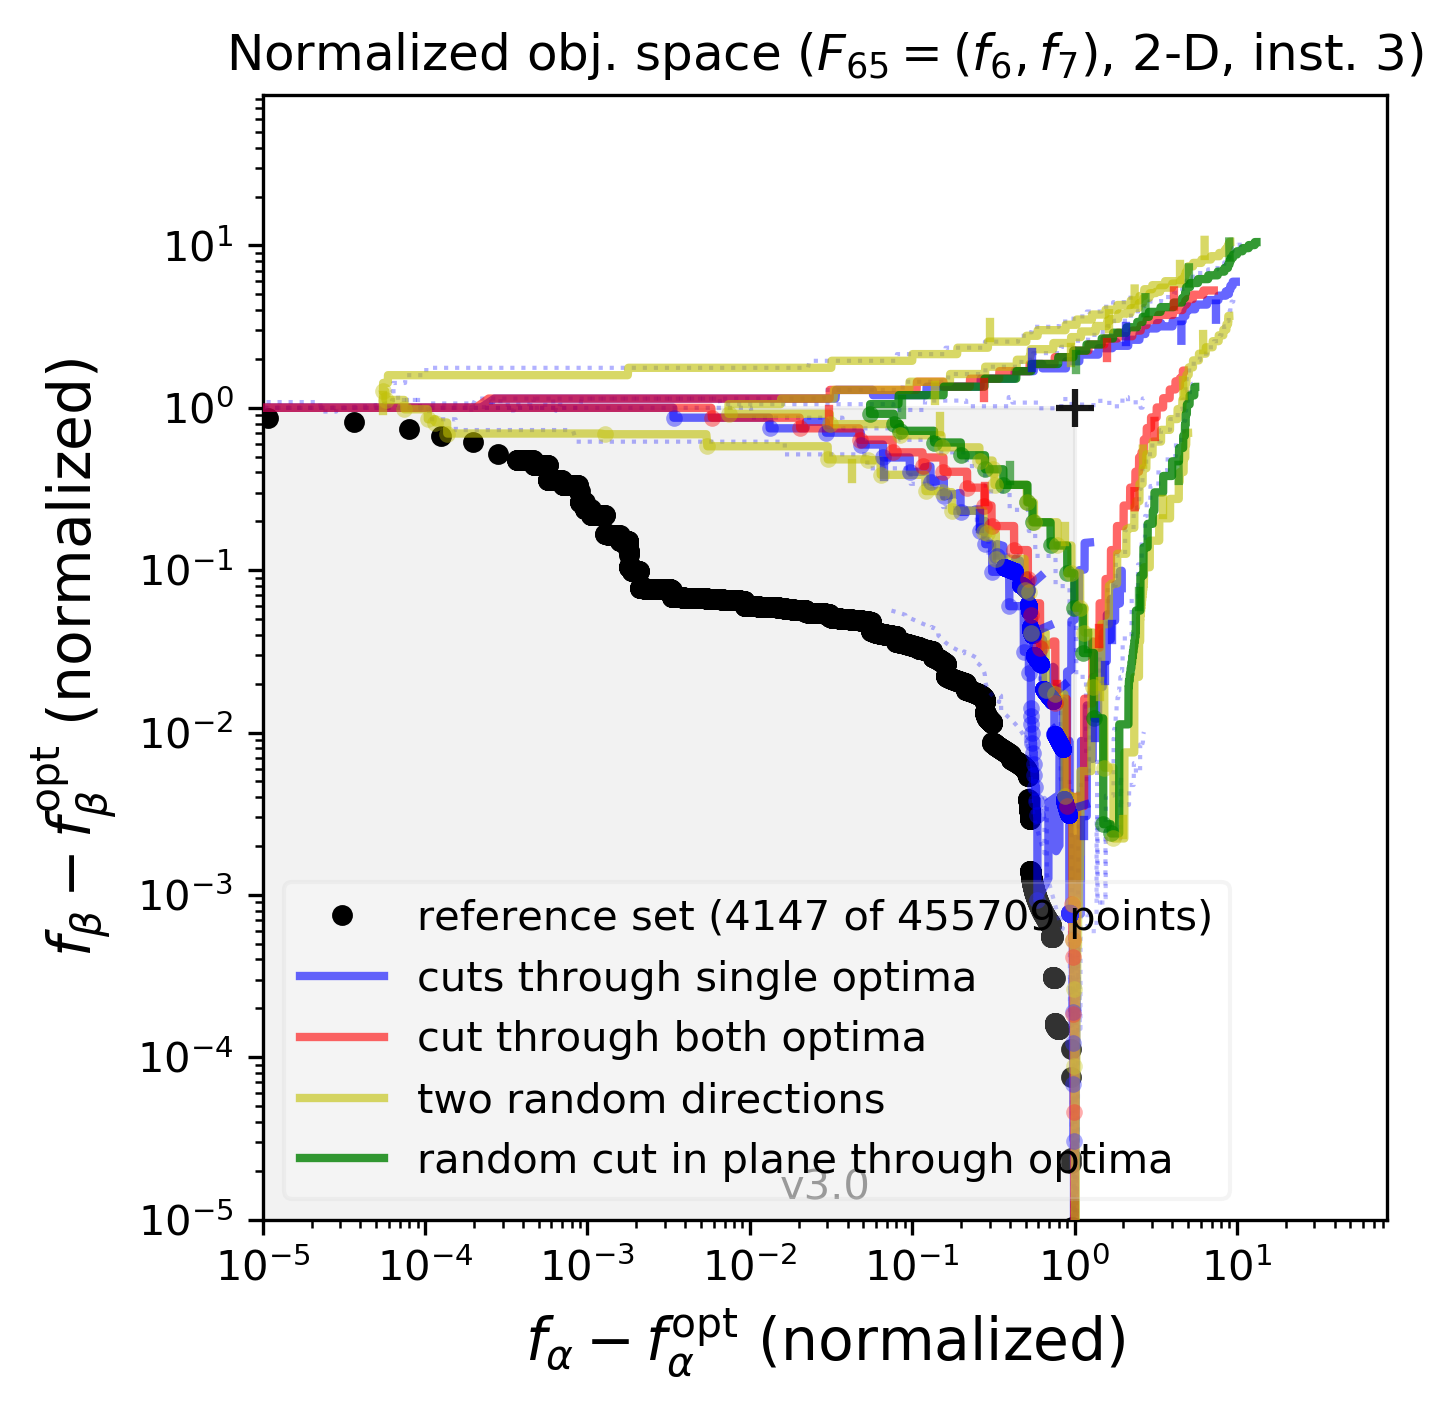 Normalized obj. space (F₆₅ = (f₆, f₇), 2-D, inst. 3)
f_β − f_β^opt (normalized)
10¹
10⁰
10⁻¹
10⁻²
10⁻³
10⁻⁴
10⁻⁵
reference set (4147 of 455709 points)
cuts through single optima
cut through both optima
two random directions
random cut in plane through optima
v3.0
10⁻⁵ 10⁻⁴ 10⁻³ 10⁻² 10⁻¹ 10⁰ 10¹
f_α − f_α^opt (normalized)